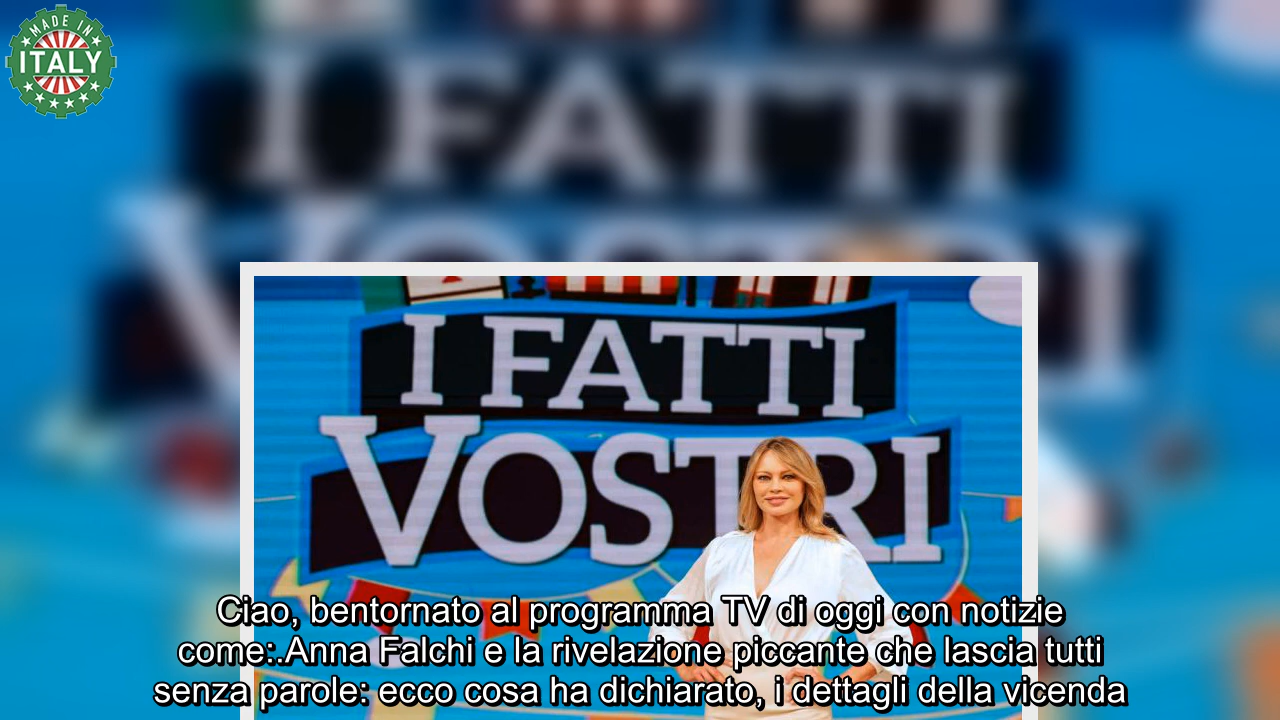 MADE IN
ITALY
I FATTI
VOSTRI
I FATTI
VOSTRI
Ciao, bentornato al programma TV di oggi con notizie
come:.Anna Falchi e la rivelazione piccante che lascia tutti
senza parole: ecco cosa ha dichiarato, i dettagli della vicenda